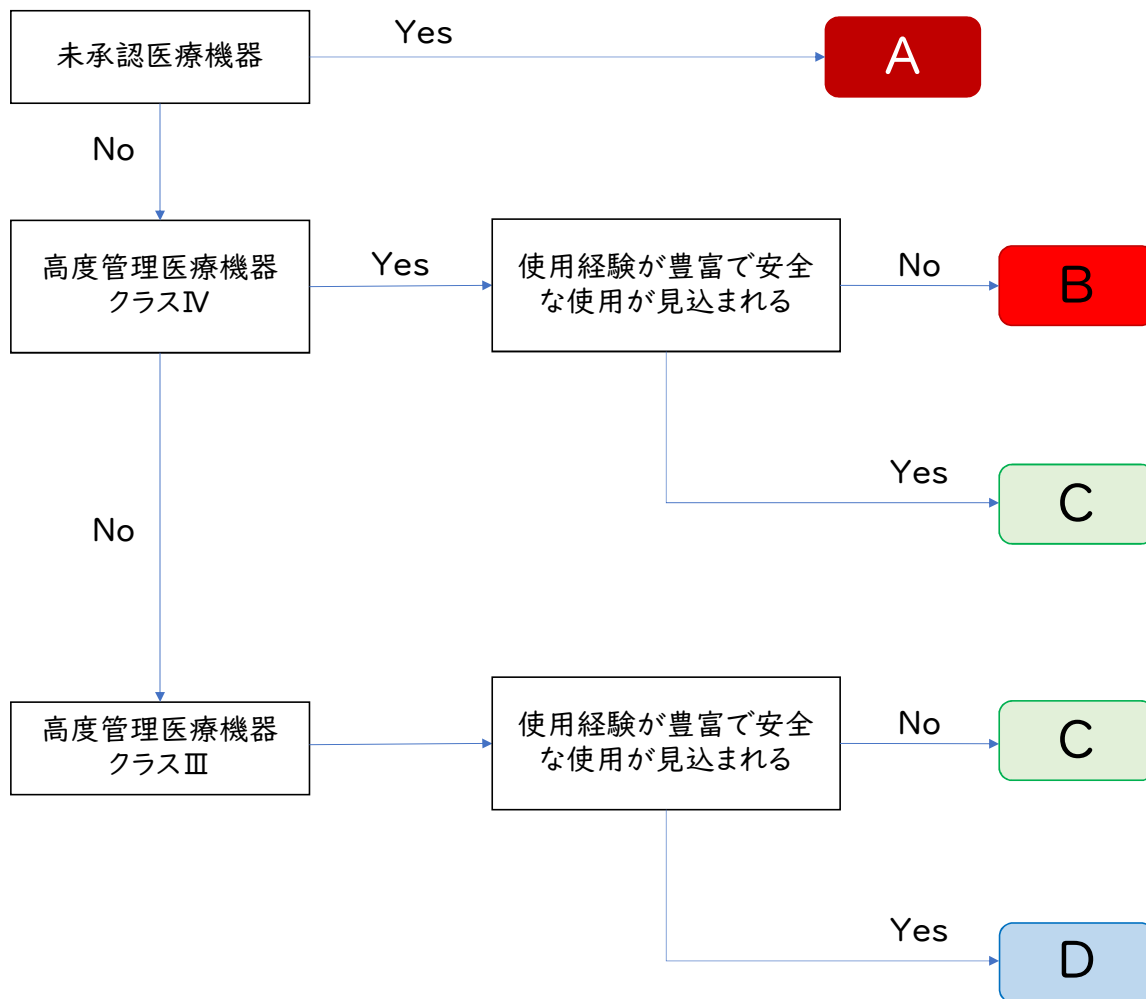 未承認医療機器
Yes
A
No
高度管理医療機器
クラスⅣ
Yes
使用経験が豊富で安全
な使用が見込まれる
No
B
Yes
C
No
高度管理医療機器
クラスⅢ
使用経験が豊富で安全
な使用が見込まれる
No
C
Yes
D